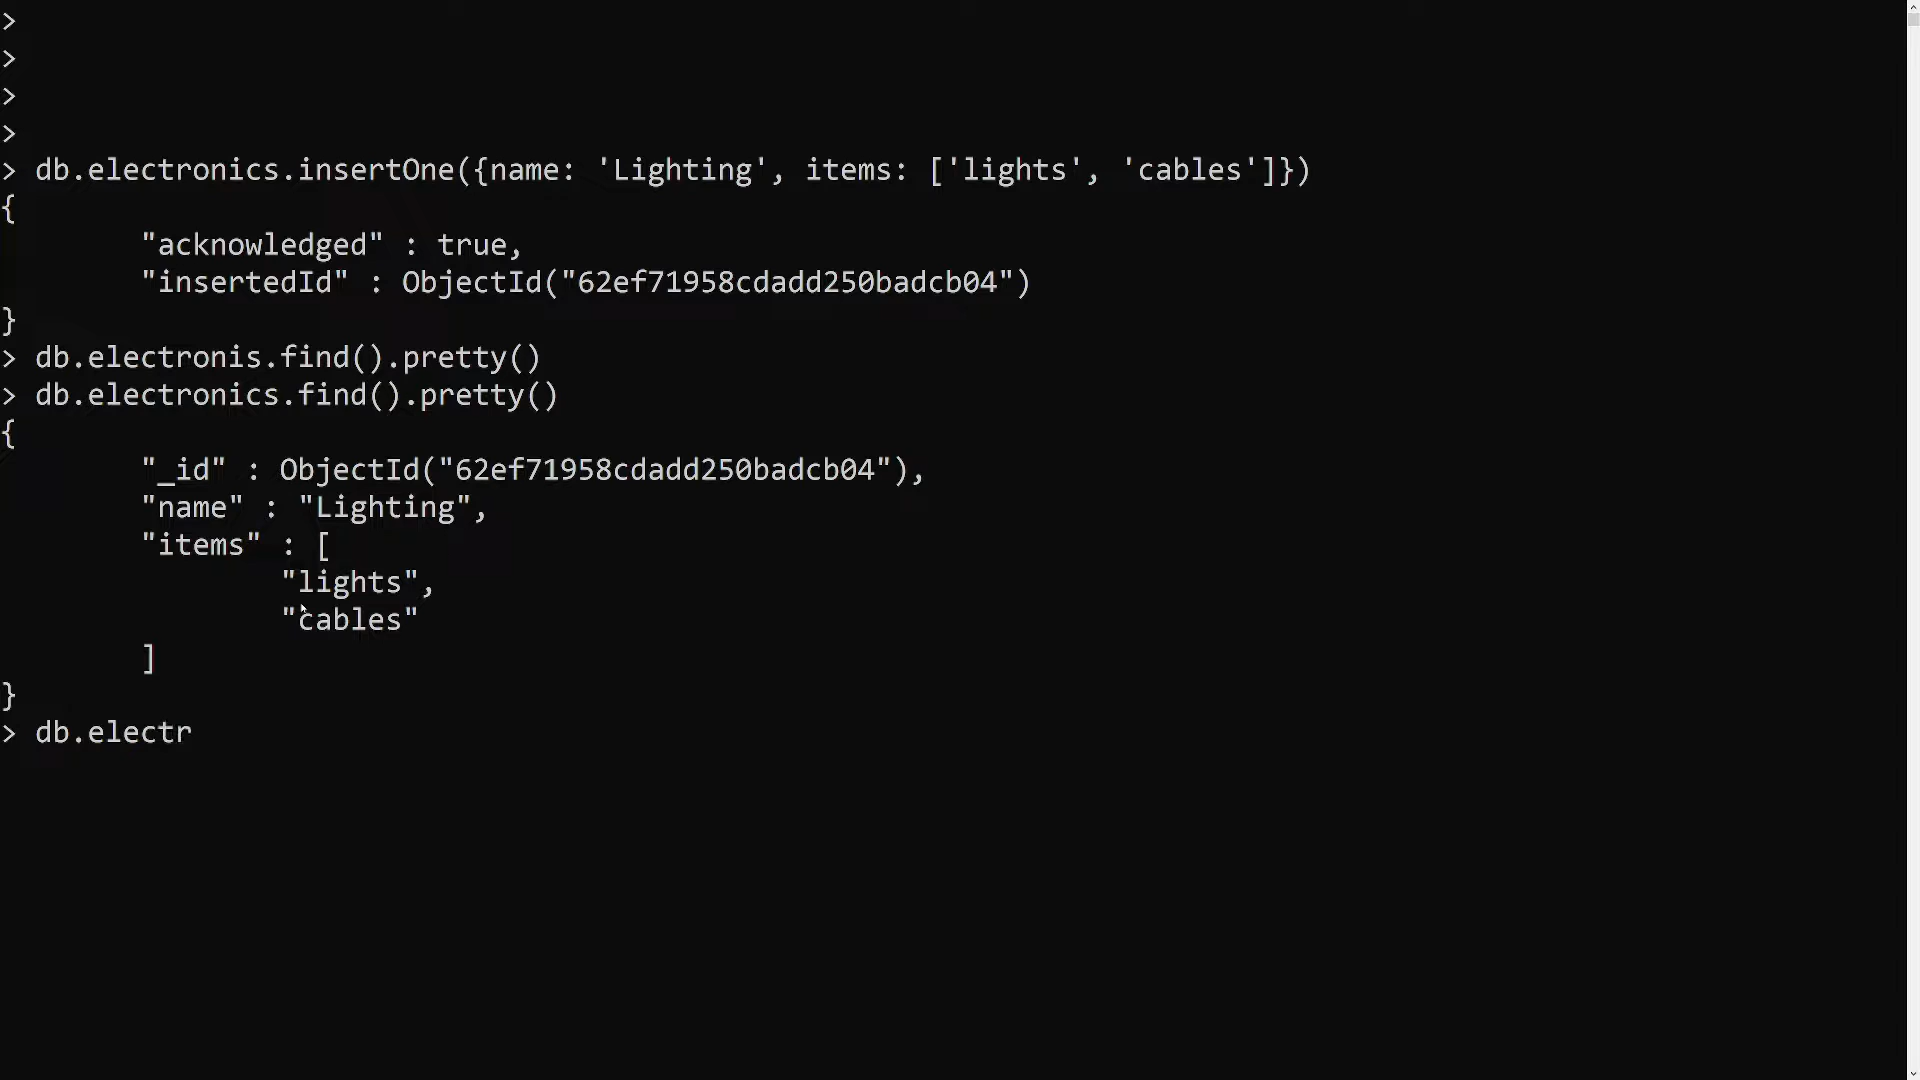 >
>
>
>
> db.electronics.insertOne({name: 'Lighting', items: ['lights', 'cables']})
{
"acknowledged" : true,
"insertedId" : ObjectId("62ef71958cdadd250badcb04")
}
> db.electronis.find().pretty()
> db.electronics.find().pretty()
{
"_id" : ObjectId("62ef71958cdadd250badcb04"),
"name" : "Lighting",
"items" : [
"lights",
"cables"
]
}
> db.electr